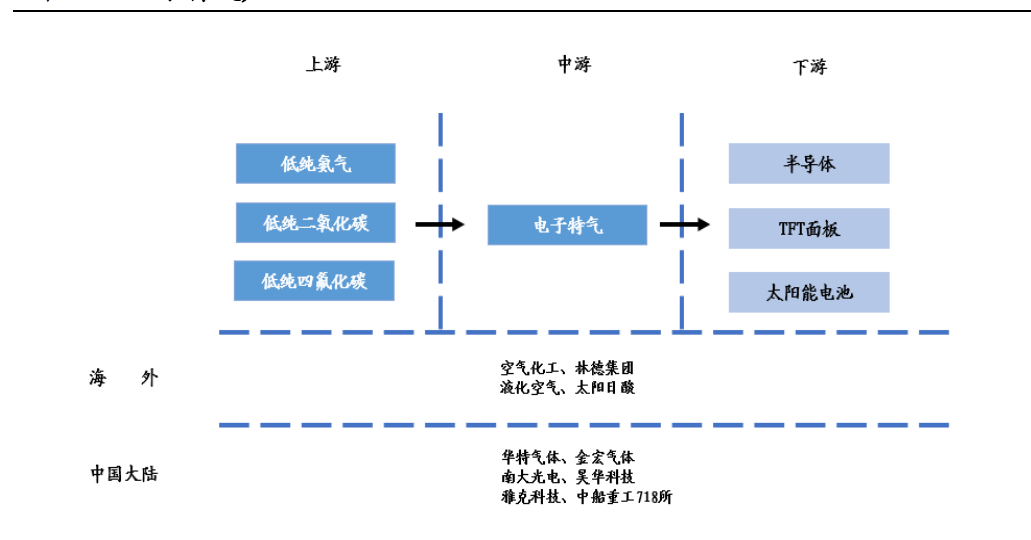 上游
中游
下游
低纯氨气
低纯二氧化碳
低纯四氟化碳
电子特气
半导体
TFT面板
太阳能电池
海 外
空气化工、林德集团
液化空气、太阳日酸
中国大陆
华特气体、金宏气体
南大光电、昊华科技
雅克科技、中船重工718所